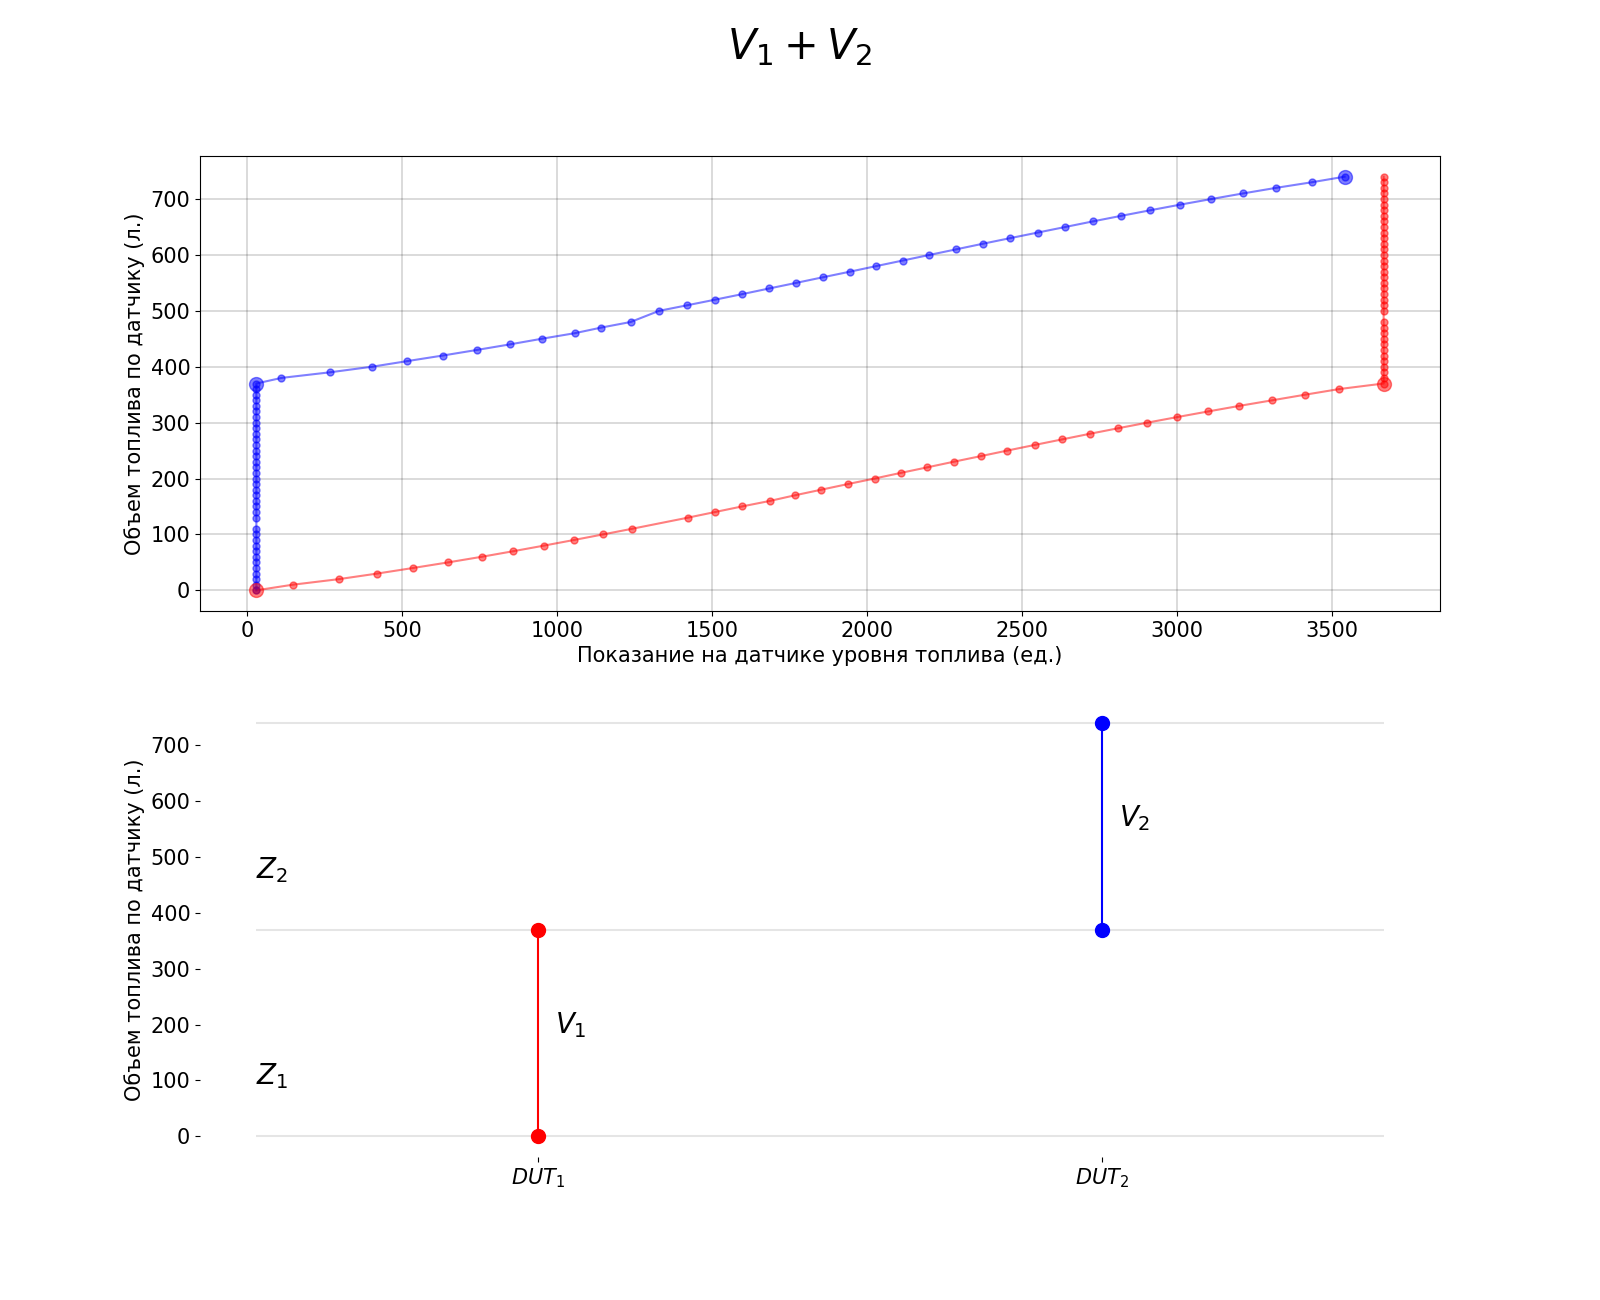 V₁ + V₂
Объем топлива по датчику (л.)
700
600
500
400
300
200
100
0
0 500 1000 1500 2000 2500 3000 3500
Показание на датчике уровня топлива (ед.)
Объем топлива по датчику (л.)
700
600
500
400
300
200
100
0
V₂
Z₂
V₁
Z₁
DUT₁ DUT₂